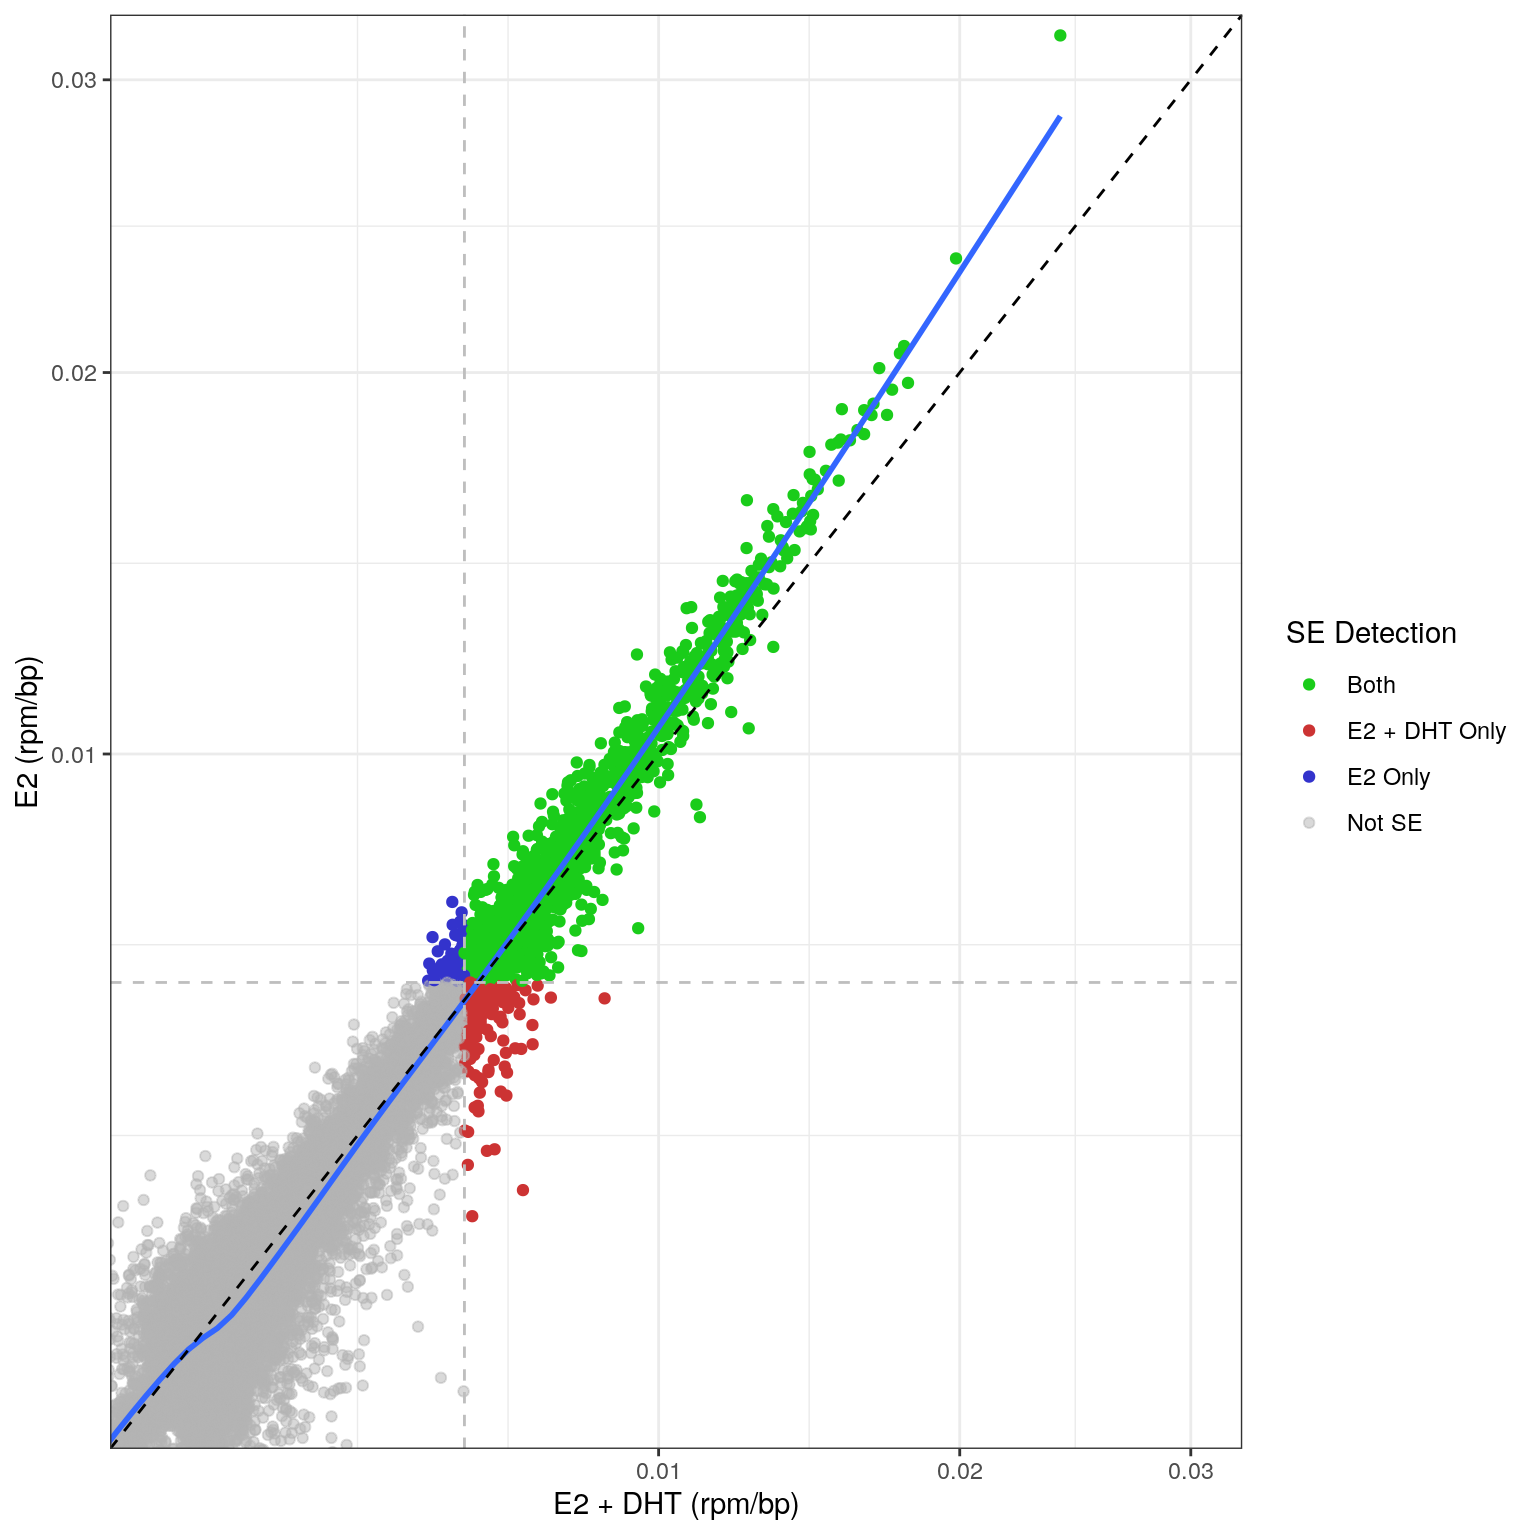 0.03
0.02
0.01
E2 (rpm/bp)
0.01
0.02
0.03
E2 + DHT (rpm/bp)
SE Detection
Both
E2 + DHT Only
E2 Only
Not SE